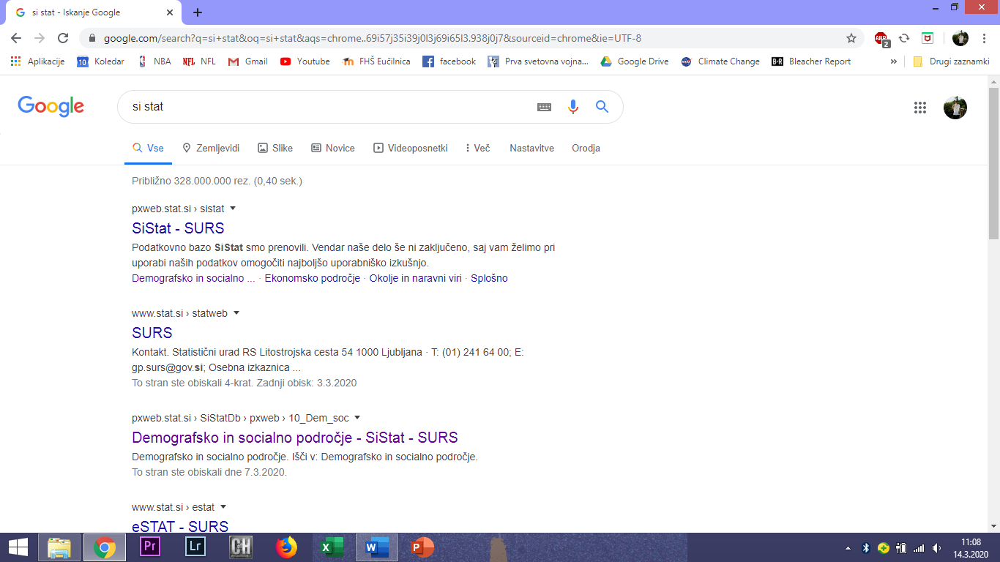 si stat - Iskanje Google
google.com/search?q=si+stat&oq=si+stat&aqs=chrome..69i57j35i39j0l3j69i65l3.938j0j7&sourceid=chrome&ie=UTF-8
ABP 2
Aplikacije 10 Koledar NBA NFL NFL Gmail Youtube FHŠ Eučilnica facebook Prva svetovna vojna... Google Drive Climate Change B/R Bleacher Report » Drugi zaznamki
Google si stat
Vse Zemljevidi Slike Novice Videoposnetki Več Nastavitve Orodja
Približno 328.000.000 rez. (0,40 sek.)
pxweb.stat.si › sistat
SiStat - SURS
Podatkovno bazo SiStat smo prenovili. Vendar naše delo še ni zaključeno, saj vam želimo pri
uporabi naših podatkov omogočiti najboljšo uporabniško izkušnjo.
Demografsko in socialno ... · Ekonomsko področje · Okolje in naravni viri · Splošno
www.stat.si › statweb
SURS
Kontakt. Statistični urad RS Litostrojska cesta 54 1000 Ljubljana · T: (01) 241 64 00; E:
gp.surs@gov.si; Osebna izkaznica ...
To stran ste obiskali 4-krat. Zadnji obisk: 3.3.2020
pxweb.stat.si › SiStatDb › pxweb › 10_Dem_soc
Demografsko in socialno področje - SiStat - SURS
Demografsko in socialno področje. Išči v: Demografsko in socialno področje.
To stran ste obiskali dne 7.3.2020.
www.stat.si › estat
eSTAT - SURS
Pr Lr CofH X W P
11:08
14.3.2020